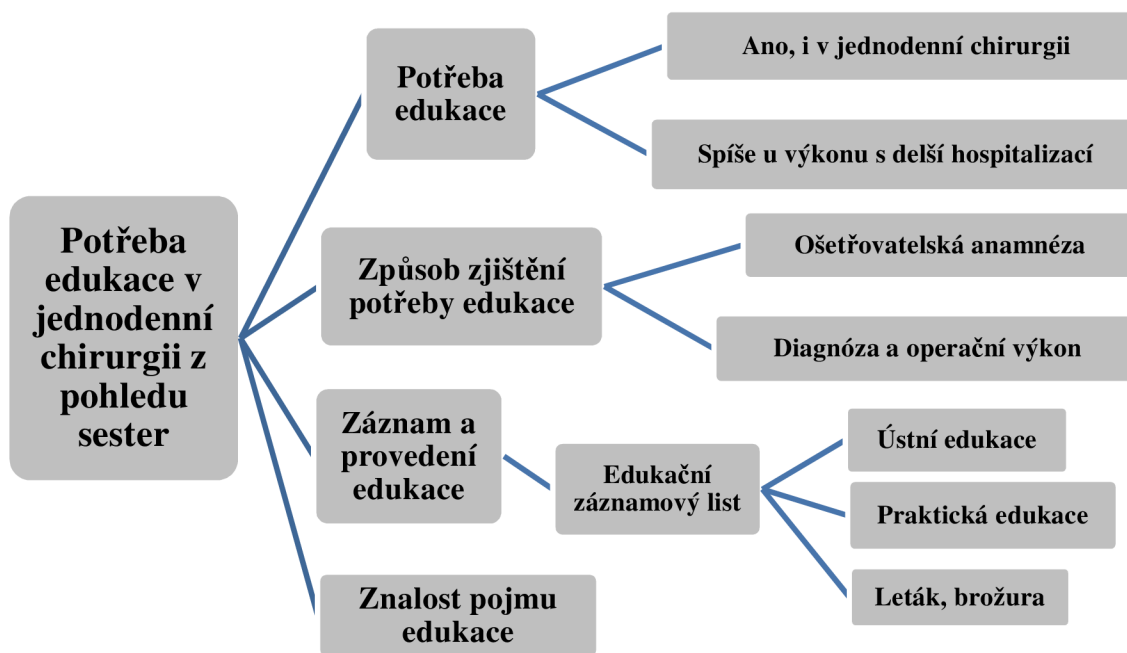 Potřeba
edukace v
jednodenní
chirurgii z
pohledu
sester
Potřeba
edukace
Ano, i v jednodenní chirurgii
Spíše u výkonu s delší hospitalizací
Způsob zjištění
potřeby edukace
Ošetřovatelská anamnéza
Diagnóza a operační výkon
Záznam a
provedení
edukace
Edukační
záznamový list
Ústní edukace
Praktická edukace
Leták, brožura
Znalost pojmu
edukace